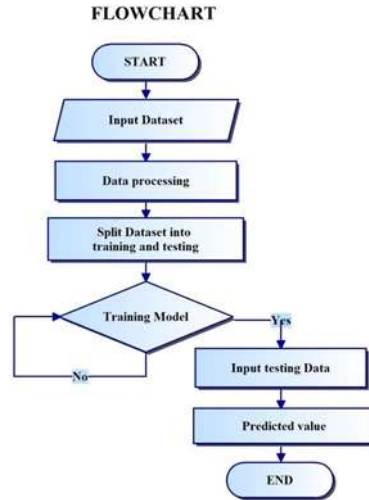 FLOWCHART
START
Input Dataset
Data processing
Split Dataset into
training and testing
Training Model
Yes
No
Input testing Data
Predicted value
END